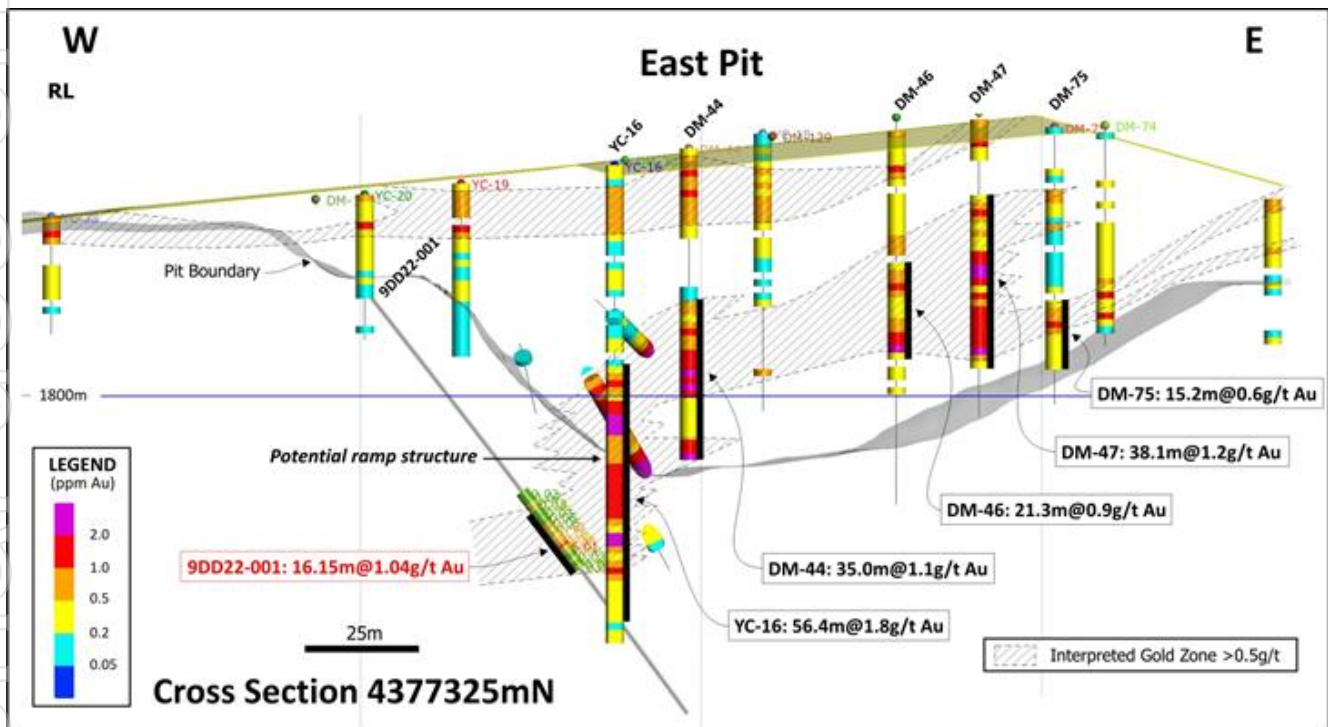 W
E
East Pit
RL
YC-16
DM-44
DM-46
DM-47
DM-75
YC-16
DM-129
DM-74
YC-19
YC-20
9DD22-001
Pit Boundary
1800m
DM-75: 15.2m@0.6g/t Au
DM-47: 38.1m@1.2g/t Au
DM-46: 21.3m@0.9g/t Au
DM-44: 35.0m@1.1g/t Au
YC-16: 56.4m@1.8g/t Au
Potential ramp structure
9DD22-001: 16.15m@1.04g/t Au
LEGEND
(ppm Au)
2.0
1.0
0.5
0.2
0.05
25m
Interpreted Gold Zone >0.5g/t
Cross Section 4377325mN